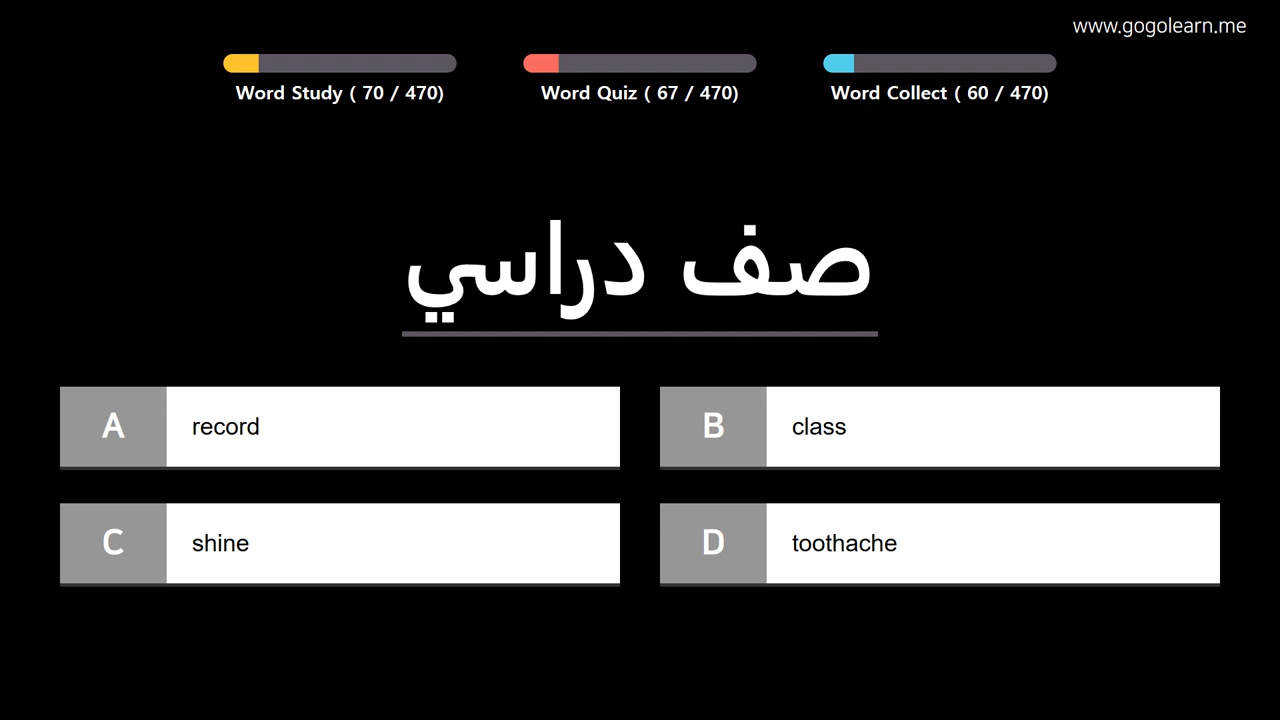 www.gogolearn.me
Word Study ( 70 / 470)
Word Quiz ( 67 / 470)
Word Collect ( 60 / 470)
صف دراسي
A
record
B
class
C
shine
D
toothache